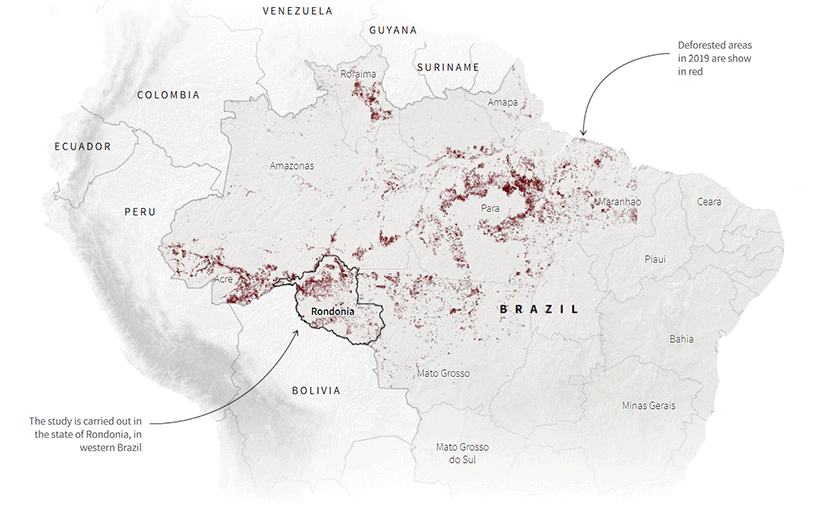 VENEZUELA
GUYANA
SURINAME
Deforested areas
in 2019 are show
in red
Roraima
COLOMBIA
Amapa
ECUADOR
Amazonas
PERU
Para
Maranhao
Ceara
Piaui
Acre
Rondonia
BRAZIL
Bahia
Mato Grosso
BOLIVIA
Minas Gerais
The study is carried out in
the state of Rondonia, in
western Brazil
Mato Grosso
do Sul